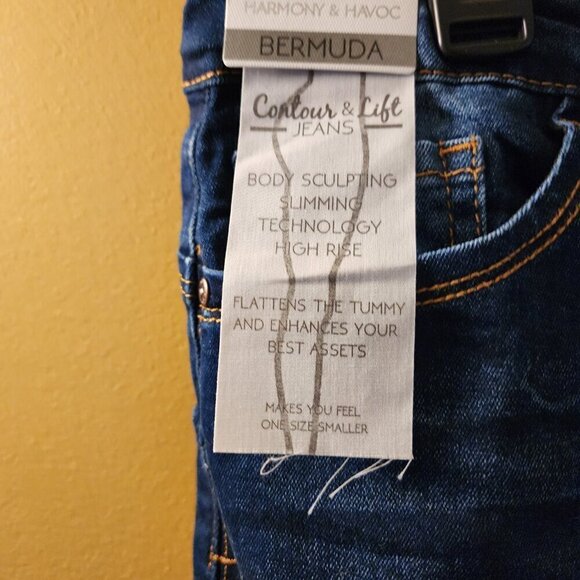 HARMONY & HAVOC
BERMUDA
Contour & Lift
JEANS
BODY SCULPTING
SLIMMING
TECHNOLOGY
HIGH RISE
FLATTENS THE TUMMY
AND ENHANCES YOUR
BEST ASSETS
MAKES YOU FEEL
ONE SIZE SMALLER